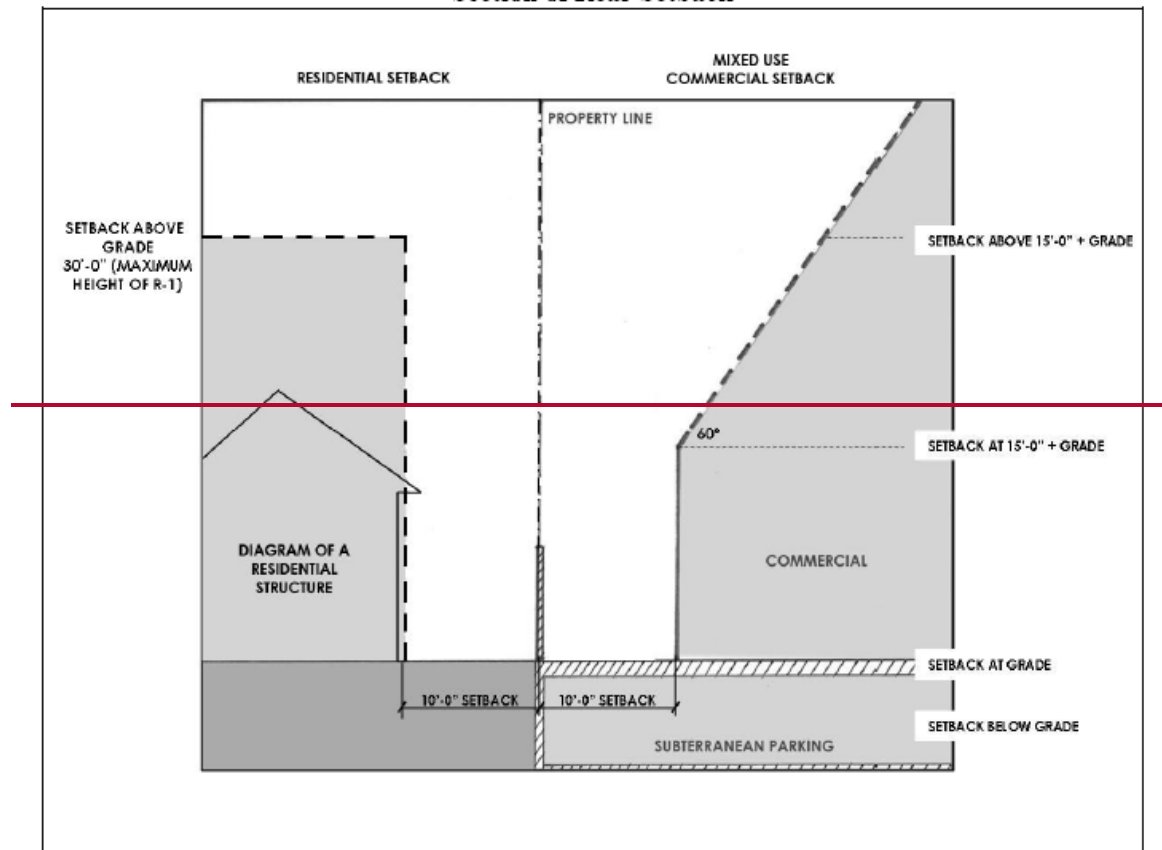 RESIDENTIAL SETBACK
MIXED USE
COMMERCIAL SETBACK
PROPERTY LINE
SETBACK ABOVE
GRADE
30'-0" (MAXIMUM
HEIGHT OF R-1)
SETBACK ABOVE 15'-0" + GRADE
60°
SETBACK AT 15'-0" + GRADE
DIAGRAM OF A
RESIDENTIAL
STRUCTURE
COMMERCIAL
SETBACK AT GRADE
10'-0" SETBACK
10'-0" SETBACK
SETBACK BELOW GRADE
SUBTERRANEAN PARKING